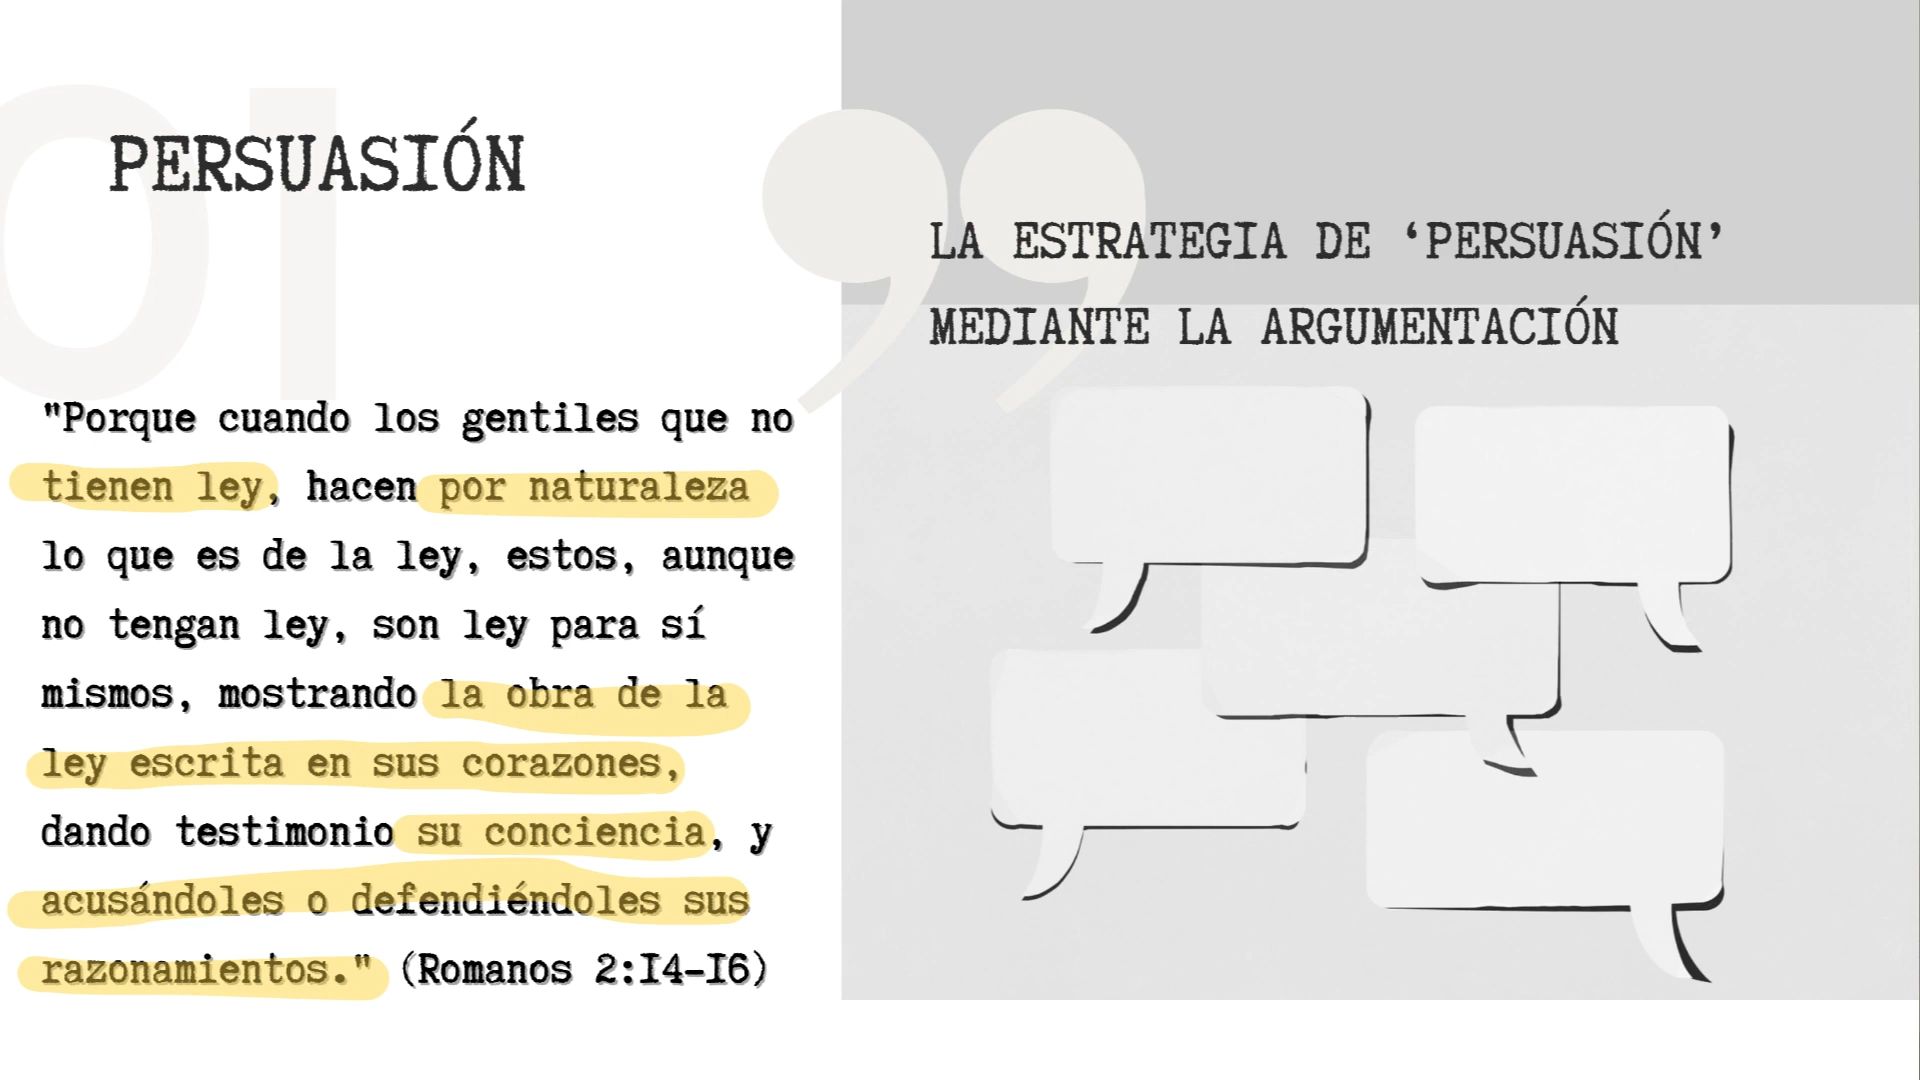 01
PERSUASIÓN
"Porque cuando los gentiles que no
tienen ley, hacen por naturaleza
lo que es de la ley, estos, aunque
no tengan ley, son ley para sí
mismos, mostrando la obra de la
ley escrita en sus corazones,
dando testimonio su conciencia, y
acusándoles o defendiéndoles sus
razonamientos." (Romanos 2:14-16)
”
LA ESTRATEGIA DE ‘PERSUASIÓN’
MEDIANTE LA ARGUMENTACIÓN